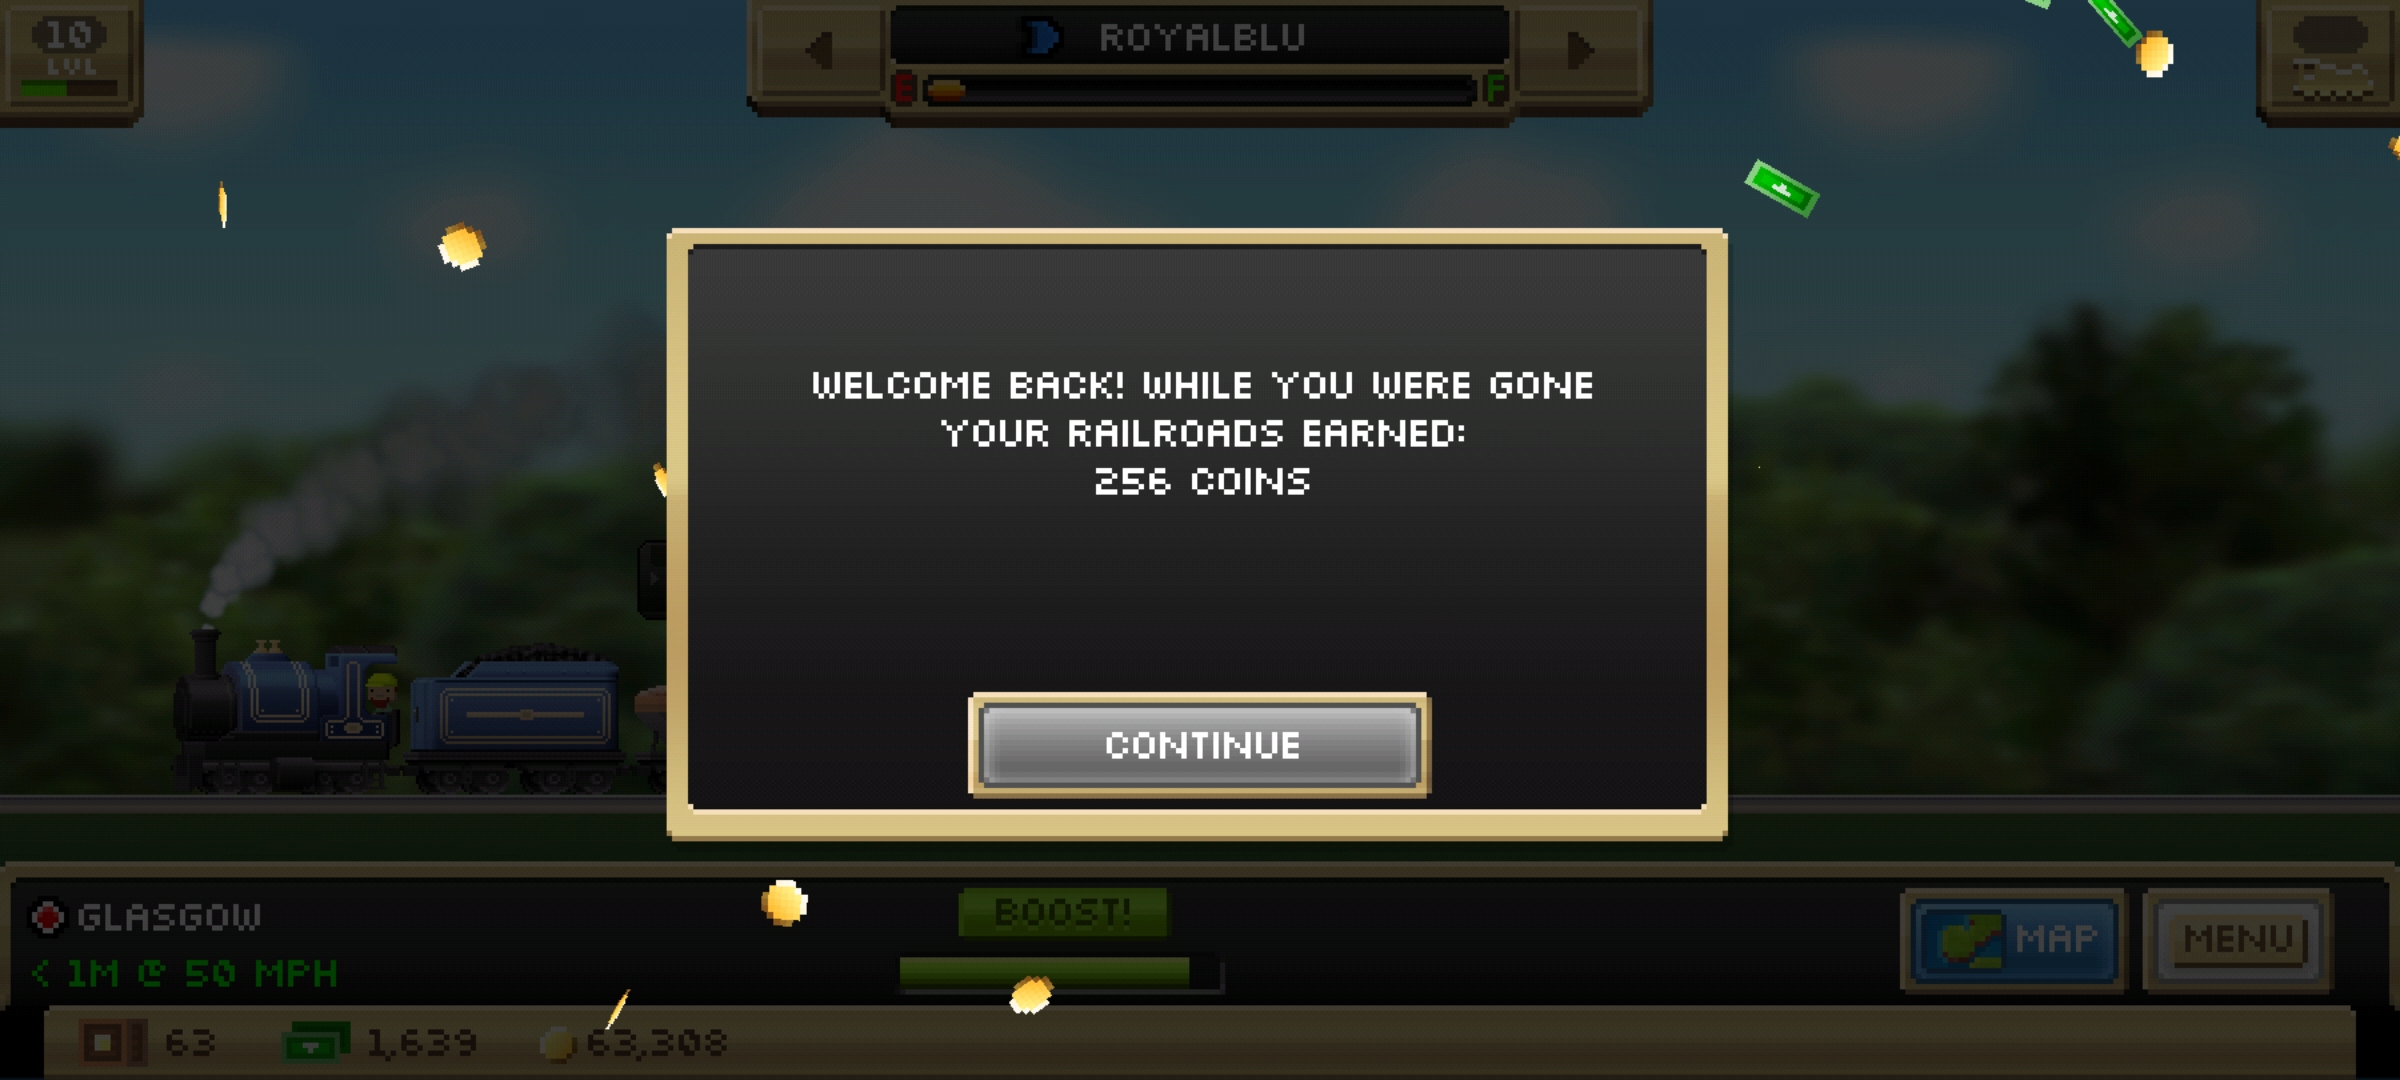 10
LVL
ROYALBLU
E F
WELCOME BACK! WHILE YOU WERE GONE
YOUR RAILROADS EARNED:
256 COINS
CONTINUE
GLASGOW
< 1M @ 50 MPH
BOOST!
MAP
MENU
63 1,639 63,308